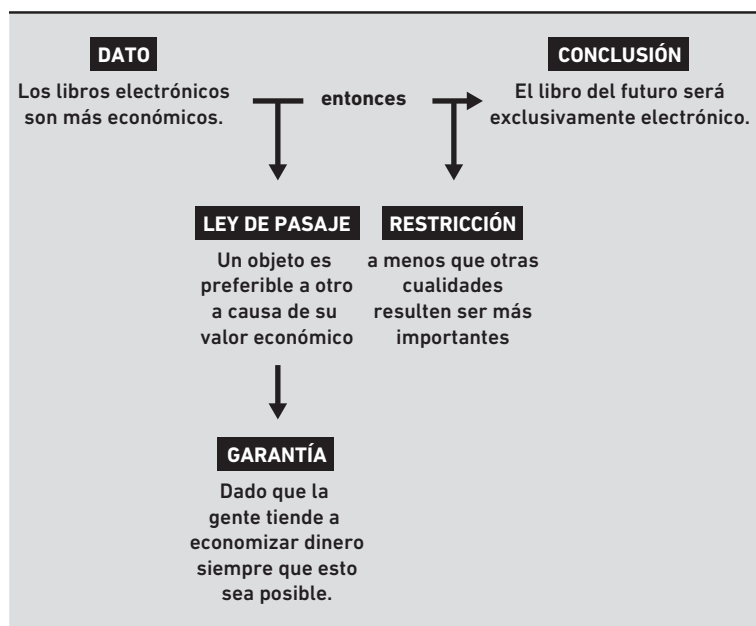 DATO
Los libros electrónicos
son más económicos.
entonces
CONCLUSIÓN
El libro del futuro será
exclusivamente electrónico.
LEY DE PASAJE
Un objeto es
preferible a otro
a causa de su
valor económico
RESTRICCIÓN
a menos que otras
cualidades
resulten ser más
importantes
GARANTÍA
Dado que la
gente tiende a
economizar dinero
siempre que esto
sea posible.